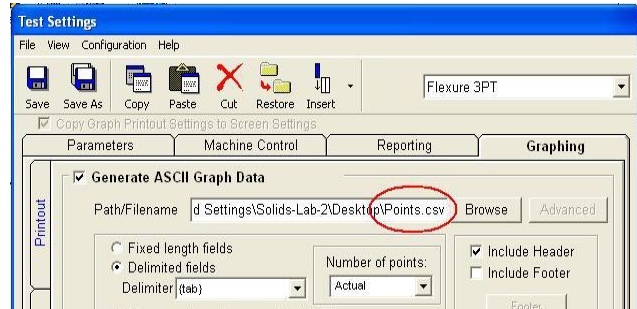 Test Settings
File View Configuration Help
Save Save As Copy Paste Cut Restore Insert
Flexure 3PT
Copy Graph Printout Settings to Screen Settings
Parameters Machine Control Reporting Graphing
Printout
Generate ASCII Graph Data
Path/Filename d Settings\Solids-Lab-2\Desktop\Points.csv Browse Advanced
Fixed length fields
Delimited fields
Delimiter {tab}
Number of points:
Actual
Include Header
Include Footer
Footer